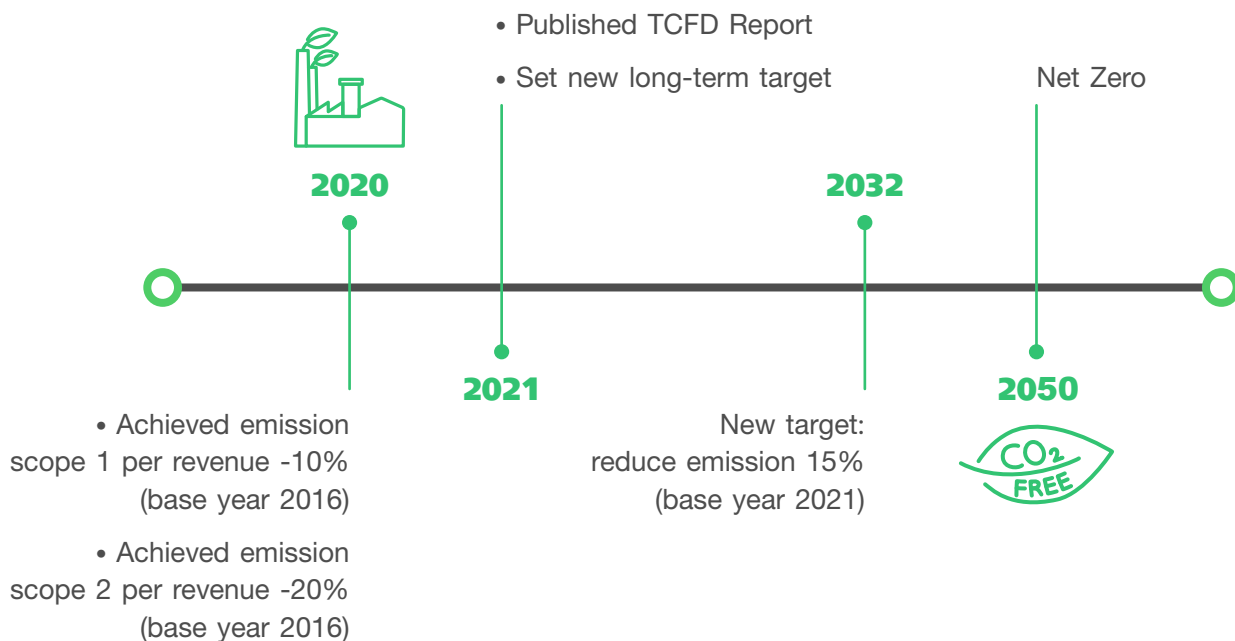 • Published TCFD Report
• Set new long-term target
Net Zero
2020
2032
2021
2050
• Achieved emission
scope 1 per revenue -10%
(base year 2016)
• Achieved emission
scope 2 per revenue -20%
(base year 2016)
New target:
reduce emission 15%
(base year 2021)
CO₂
FREE